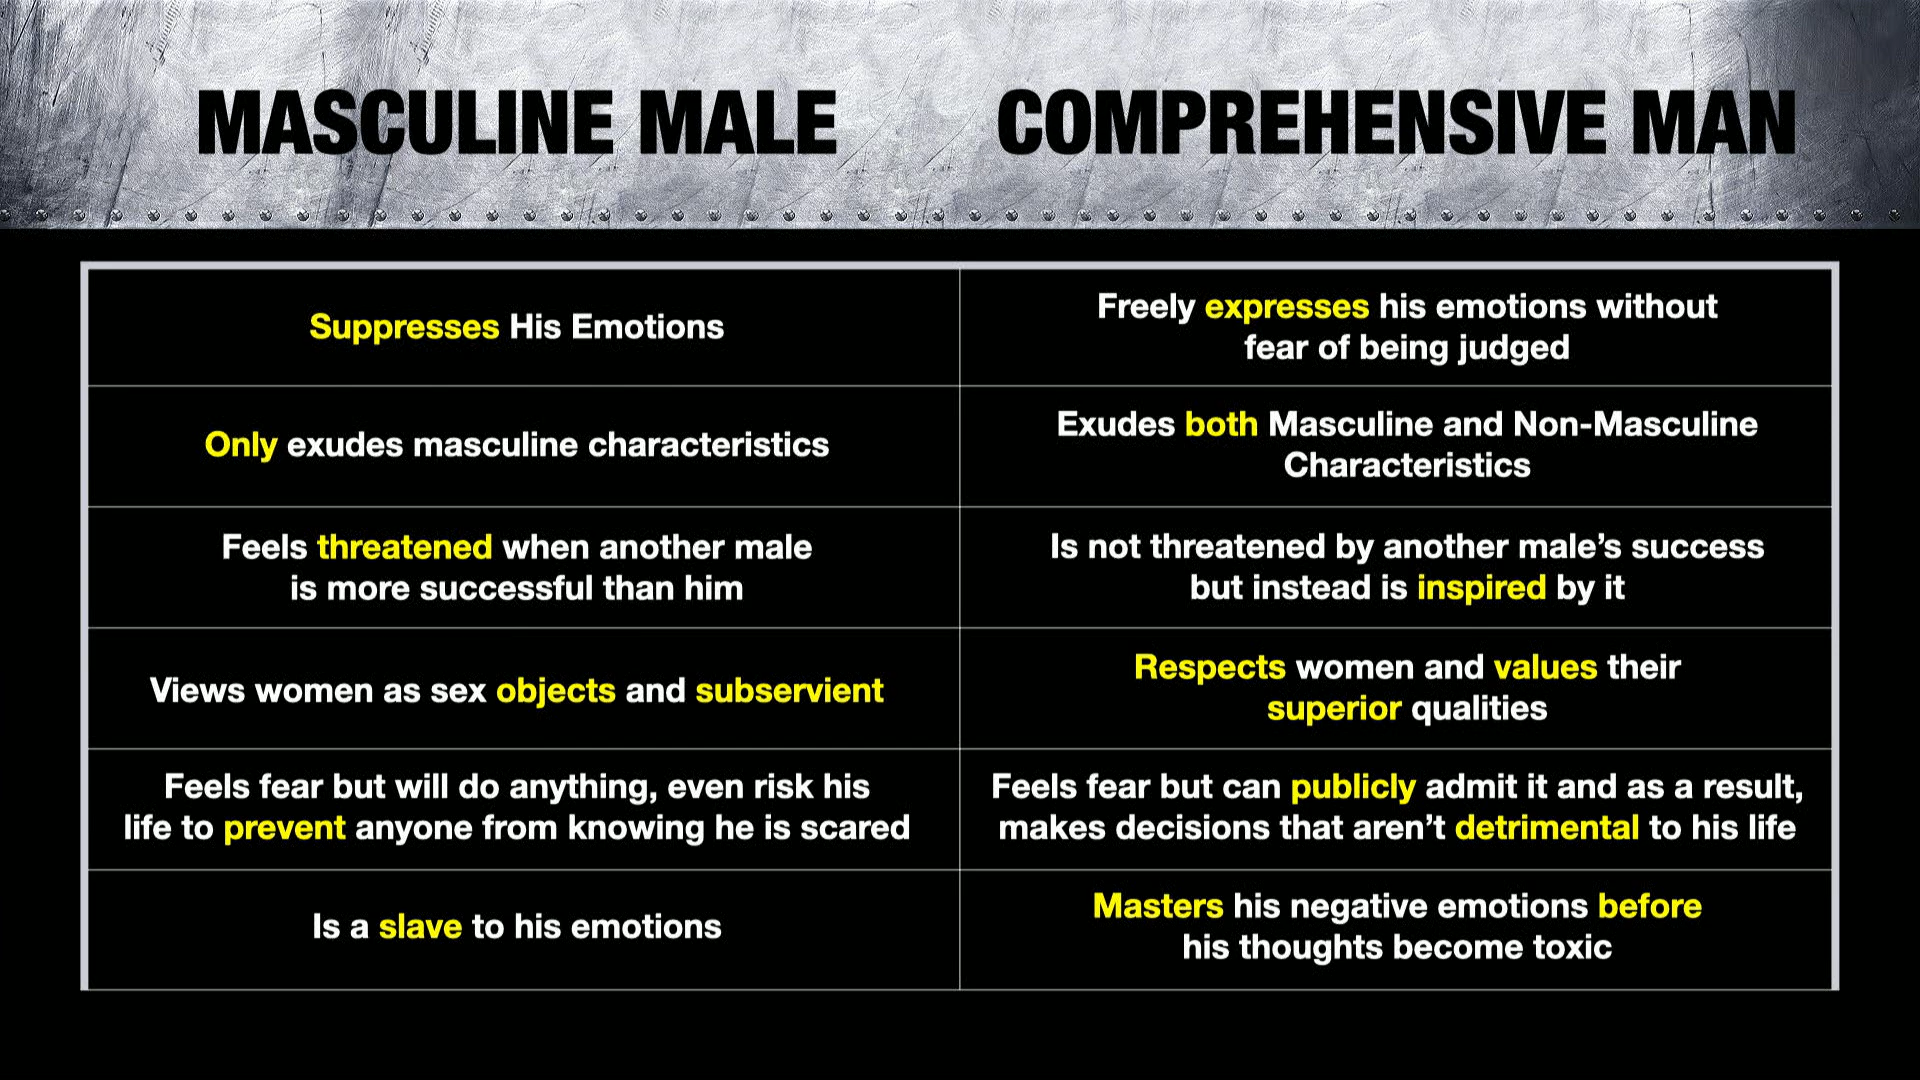 MASCULINE MALE
COMPREHENSIVE MAN
Suppresses His Emotions
Freely expresses his emotions without
fear of being judged
Only exudes masculine characteristics
Exudes both Masculine and Non-Masculine
Characteristics
Feels threatened when another male
is more successful than him
Is not threatened by another male’s success
but instead is inspired by it
Views women as sex objects and subservient
Respects women and values their
superior qualities
Feels fear but will do anything, even risk his
life to prevent anyone from knowing he is scared
Feels fear but can publicly admit it and as a result,
makes decisions that aren’t detrimental to his life
Is a slave to his emotions
Masters his negative emotions before
his thoughts become toxic